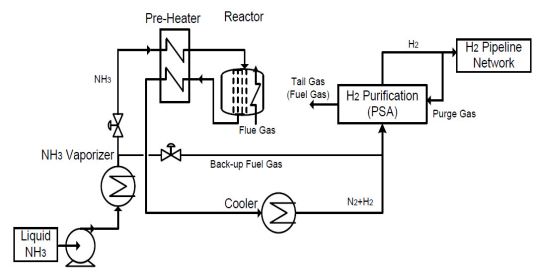 Pre-Heater
Reactor
H2
H2 Pipeline
Network
NH3
Tail Gas
(Fuel Gas)
H2 Purification
(PSA)
Purge Gas
Flue Gas
NH3 Vaporizer
Back-up Fuel Gas
Cooler
N2+H2
Liquid
NH3